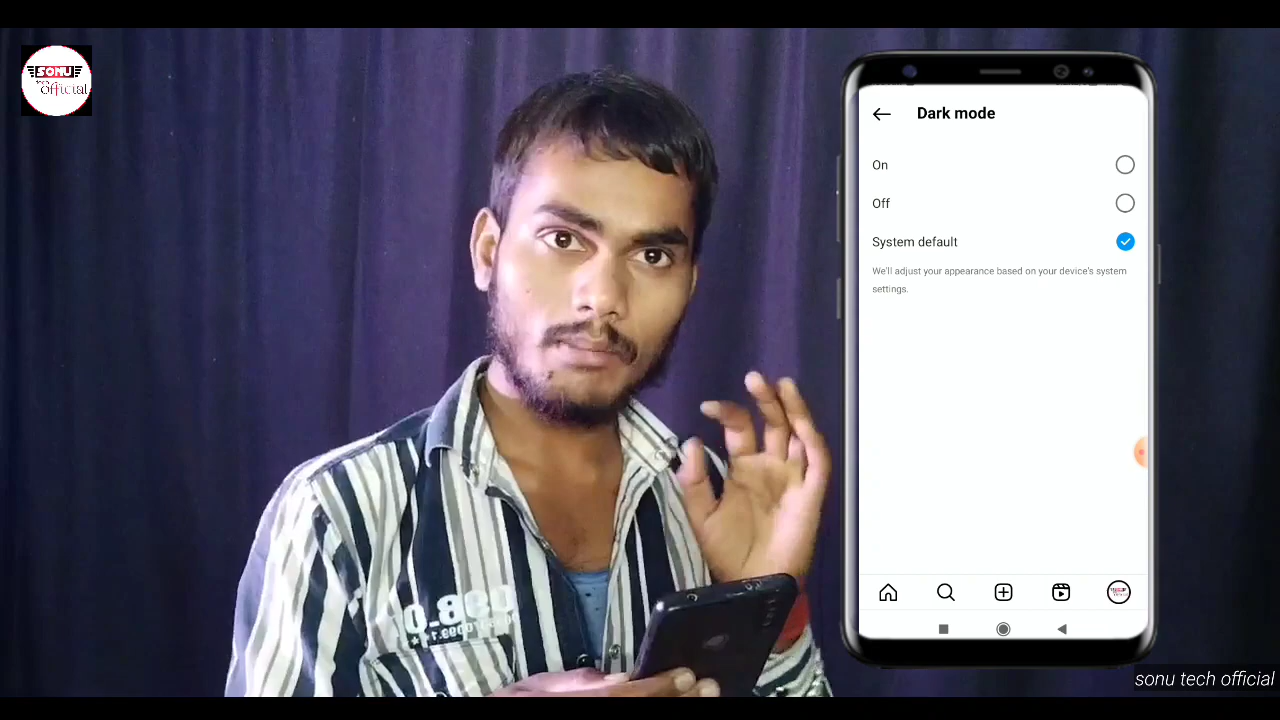 SONU
official
Dark mode
On
Off
System default
We'll adjust your appearance based on your device's system
settings.
sonu tech official